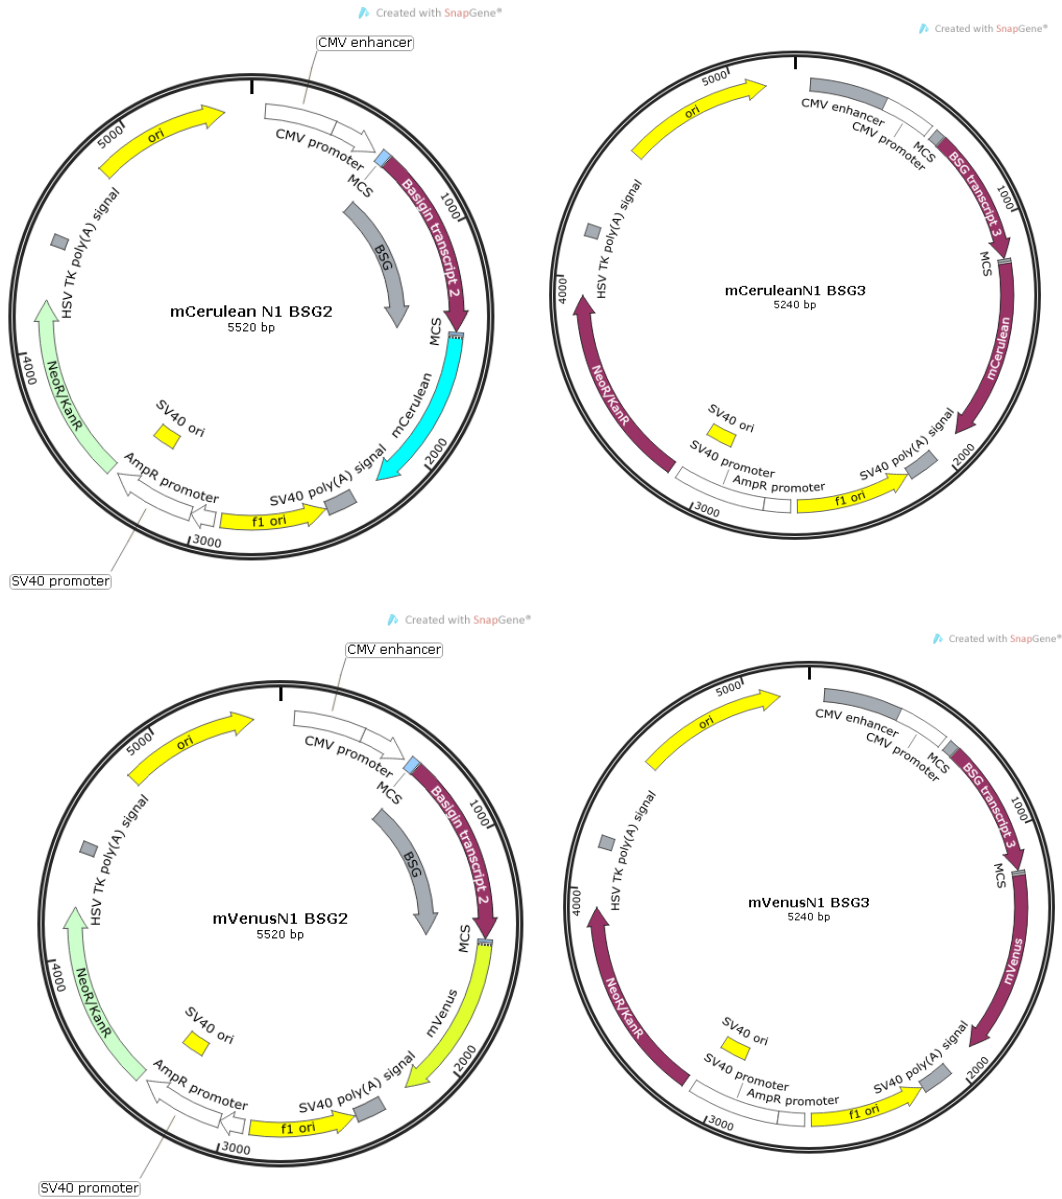 Created with SnapGene®
CMV enhancer
5000
ori
CMV promoter
MCS
Basigin transcript 2
1000
BSG
HSV TK poly(A) signal
mCerulean N1 BSG2
5520 bp
MCS
4000
NeoR/KanR
mCerulean
SV40 ori
2000
AmpR promoter
SV40 poly(A) signal
f1 ori
3000
SV40 promoter
Created with SnapGene®
5000
ori
CMV enhancer
CMV promoter
MCS
BSG transcript 3
1000
HSV TK poly(A) signal
MCS
4000
mCeruleanN1 BSG3
5240 bp
mCerulean
NeoR/KanR
SV40 ori
SV40 promoter
SV40 poly(A) signal
2000
AmpR promoter
f1 ori
3000
Created with SnapGene®
CMV enhancer
5000
ori
CMV promoter
MCS
Basigin transcript 2
1000
BSG
HSV TK poly(A) signal
mVenusN1 BSG2
5520 bp
MCS
4000
NeoR/KanR
mVenus
SV40 ori
2000
AmpR promoter
SV40 poly(A) signal
f1 ori
3000
SV40 promoter
Created with SnapGene®
5000
ori
CMV enhancer
CMV promoter
MCS
BSG transcript 3
1000
HSV TK poly(A) signal
MCS
4000
mVenusN1 BSG3
5240 bp
mVenus
NeoR/KanR
SV40 ori
SV40 promoter
SV40 poly(A) signal
2000
AmpR promoter
f1 ori
3000